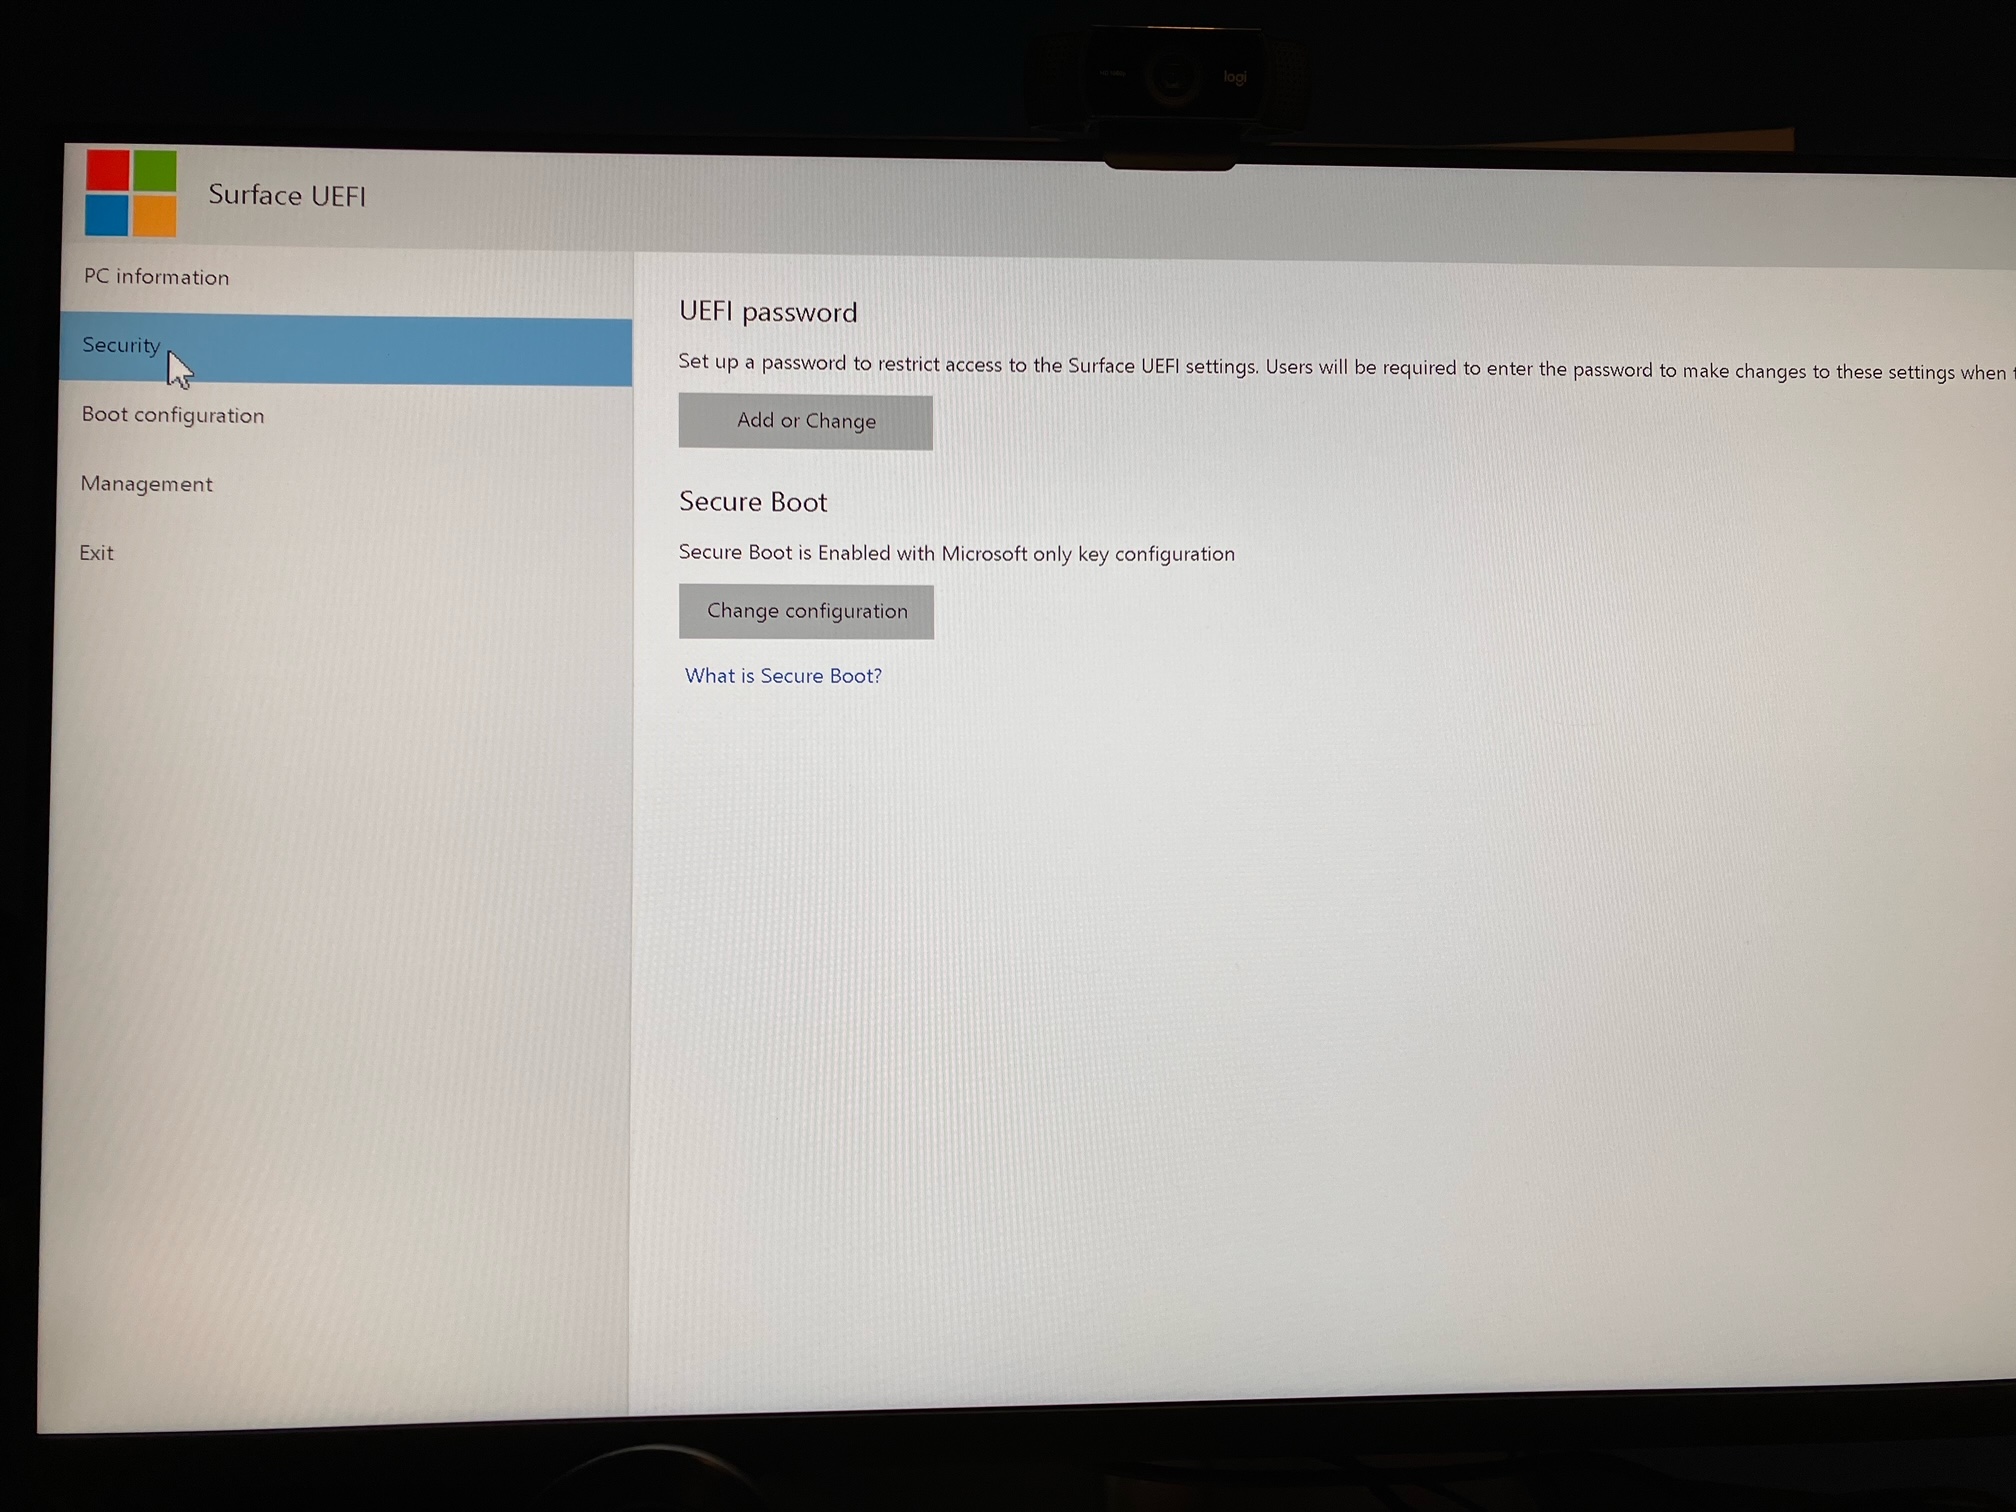 logi
Surface UEFI
PC information
Security
Boot configuration
Management
Exit
UEFI password
Set up a password to restrict access to the Surface UEFI settings. Users will be required to enter the password to make changes to these settings when
Add or Change
Secure Boot
Secure Boot is Enabled with Microsoft only key configuration
Change configuration
What is Secure Boot?